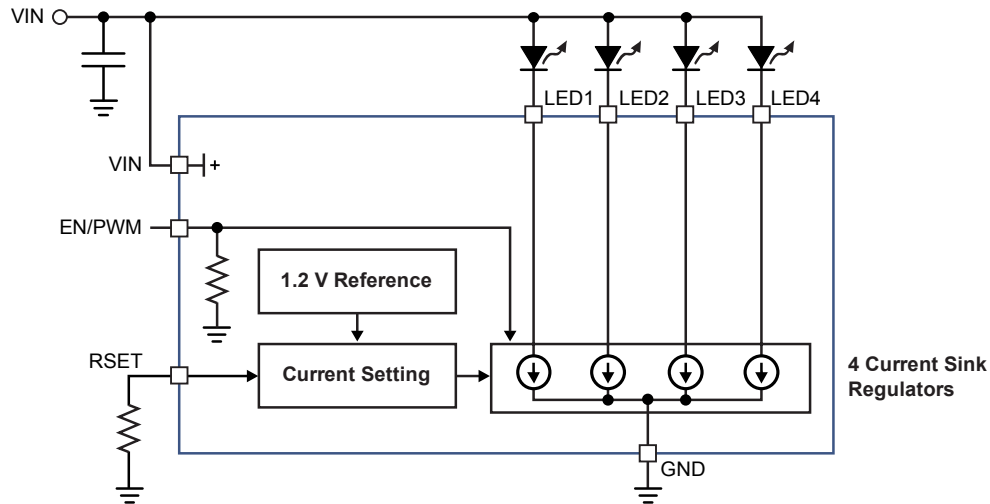 VIN
LED1
LED2
LED3
LED4
VIN
+
EN/PWM
1.2 V Reference
RSET
Current Setting
4 Current Sink
Regulators
GND